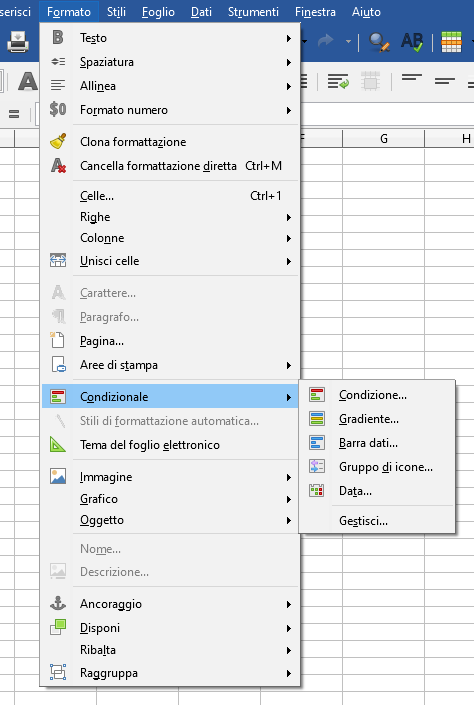 serisci Formato Stili Foglio Dati Strumenti Finestra Aiuto
Testo
Spaziatura
Allinea
Formato numero
Clona formattazione
Cancella formattazione diretta Ctrl+M
Celle... Ctrl+1
Righe
Colonne
Unisci celle
Carattere...
Paragrafo...
Pagina...
Aree di stampa
Condizionale
Stili di formattazione automatica...
Tema del foglio elettronico
Immagine
Grafico
Oggetto
Nome...
Descrizione...
Ancoraggio
Disponi
Ribalta
Raggruppa
Condizione...
Gradiente...
Barra dati...
Gruppo di icone...
Data...
Gestisci...
F G H